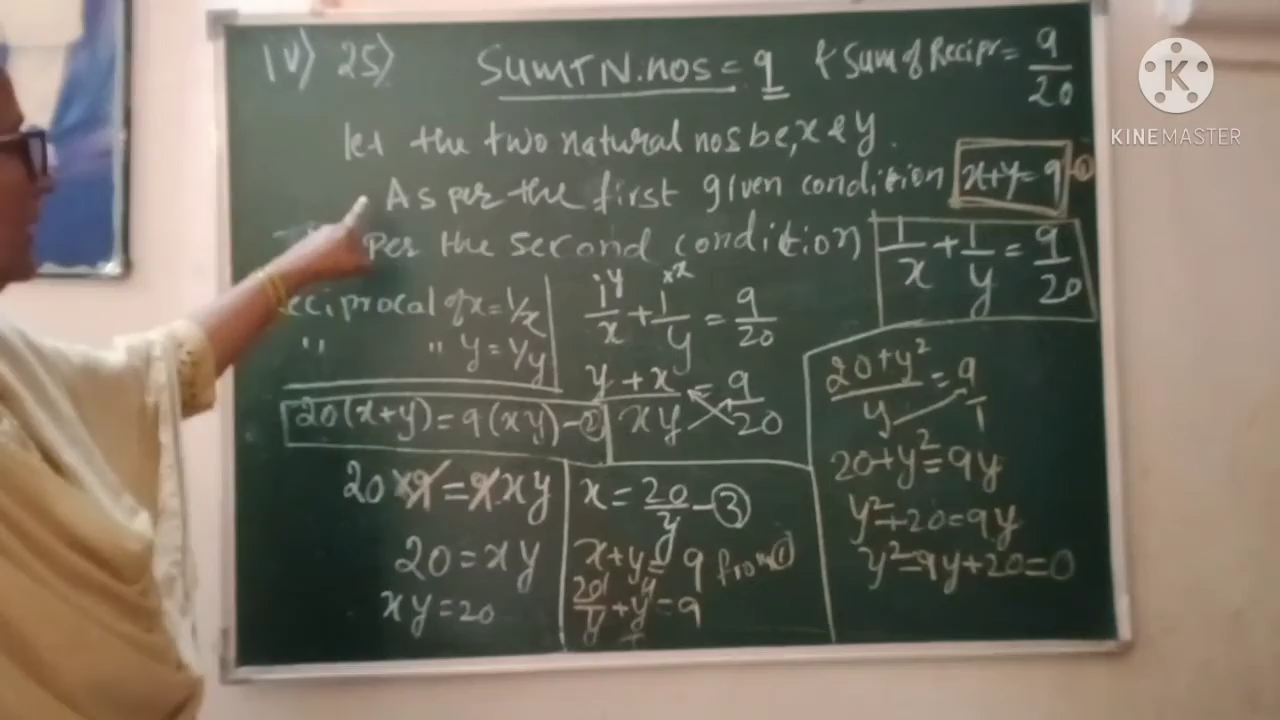 IV) 25) SUM T N.nos = 9 & Sum of Recipr = 9/20
let the two natural nos be, x & y.
As per the first given condition x+y=9 ①
Per the second condition 1/x + 1/y = 9/20
eciprocal of x = 1/x
" " y = 1/y
1/x + 1/y = 9/20
y + x / xy = 9/20
20(x+y) = 9(xy) - ②
20 x 9 = 9 xy
20 = xy
xy = 20
x = 20/y - ③
x+y = 9 from ①
20/y + y = 9
20+y²/y = 9/1
20+y² = 9y
y²+20 = 9y
y²-9y+20=0
KINEMASTER